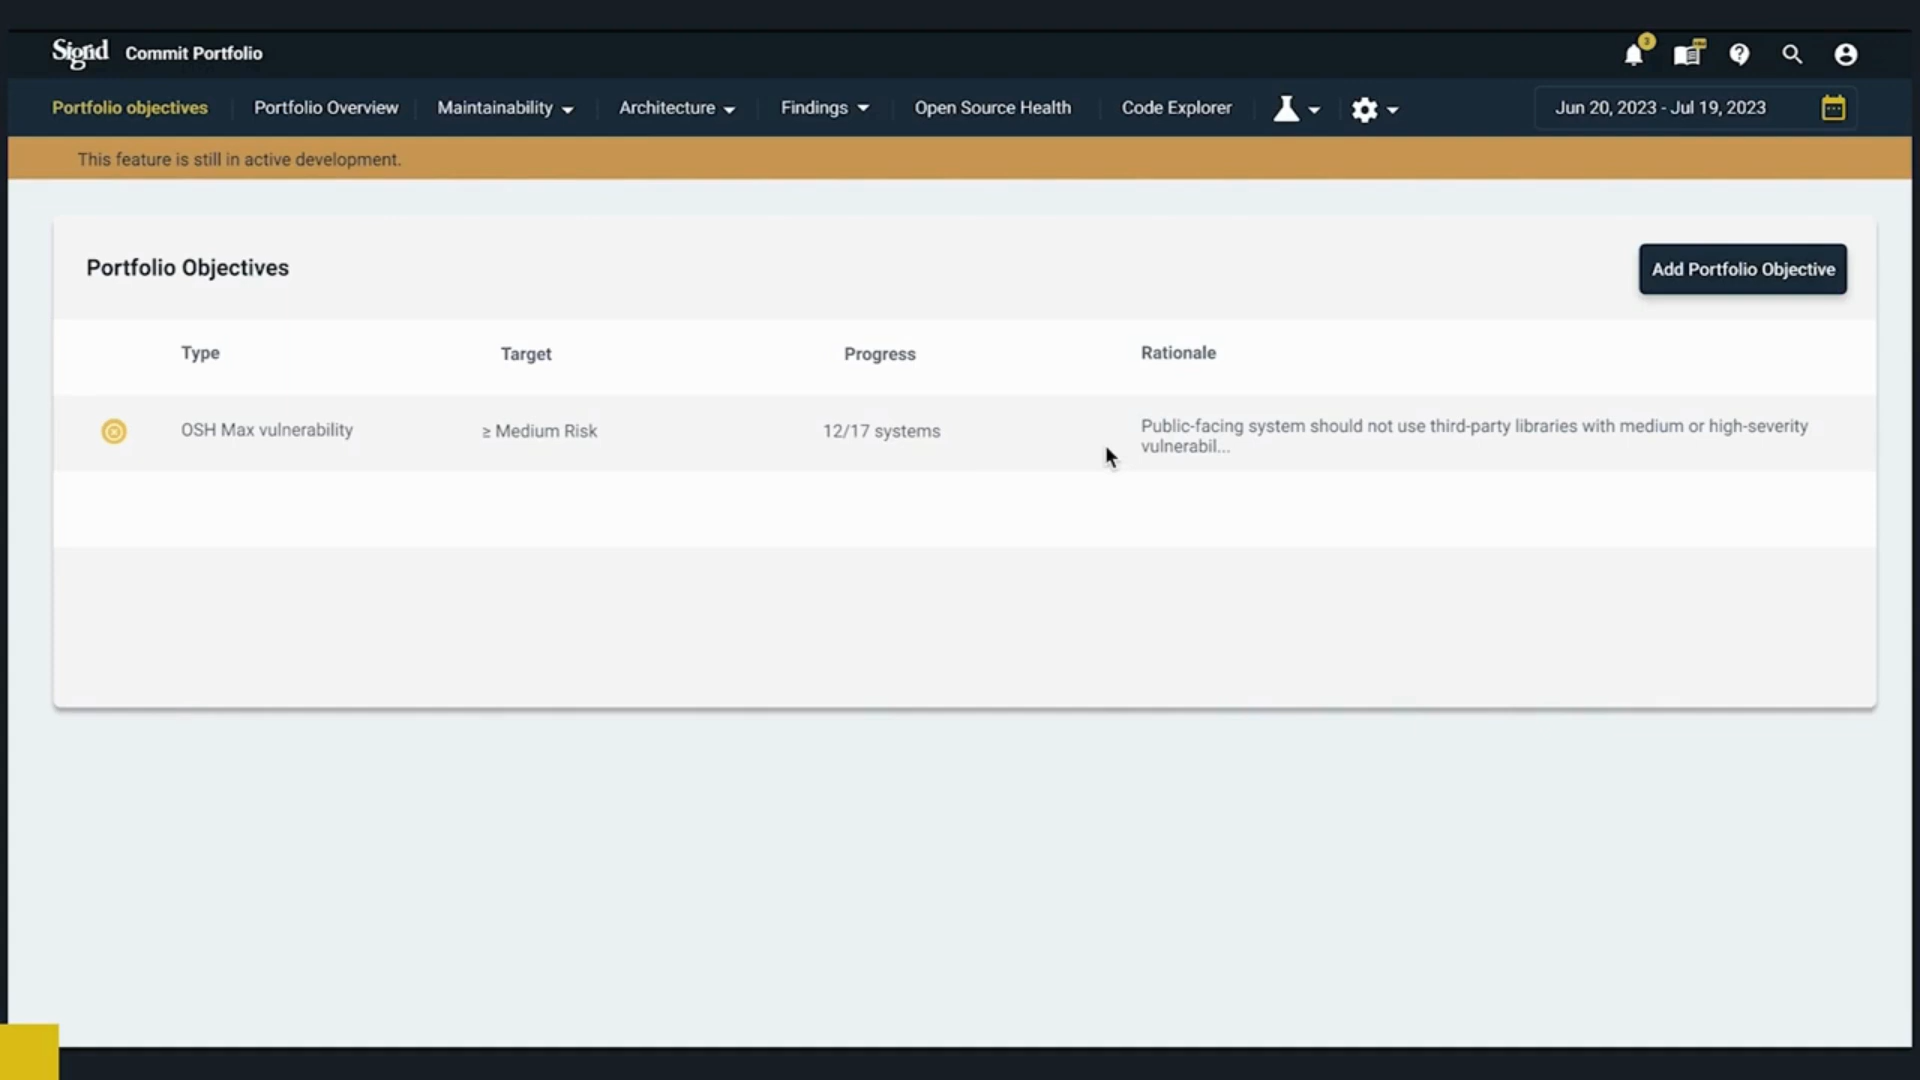 Sigrid Commit Portfolio
3
Portfolio objectives Portfolio Overview Maintainability Architecture Findings Open Source Health Code Explorer Jun 20, 2023 - Jul 19, 2023
This feature is still in active development.
Portfolio Objectives
Add Portfolio Objective
Type Target Progress Rationale
OSH Max vulnerability ≥ Medium Risk 12/17 systems Public-facing system should not use third-party libraries with medium or high-severity
vulnerabil...